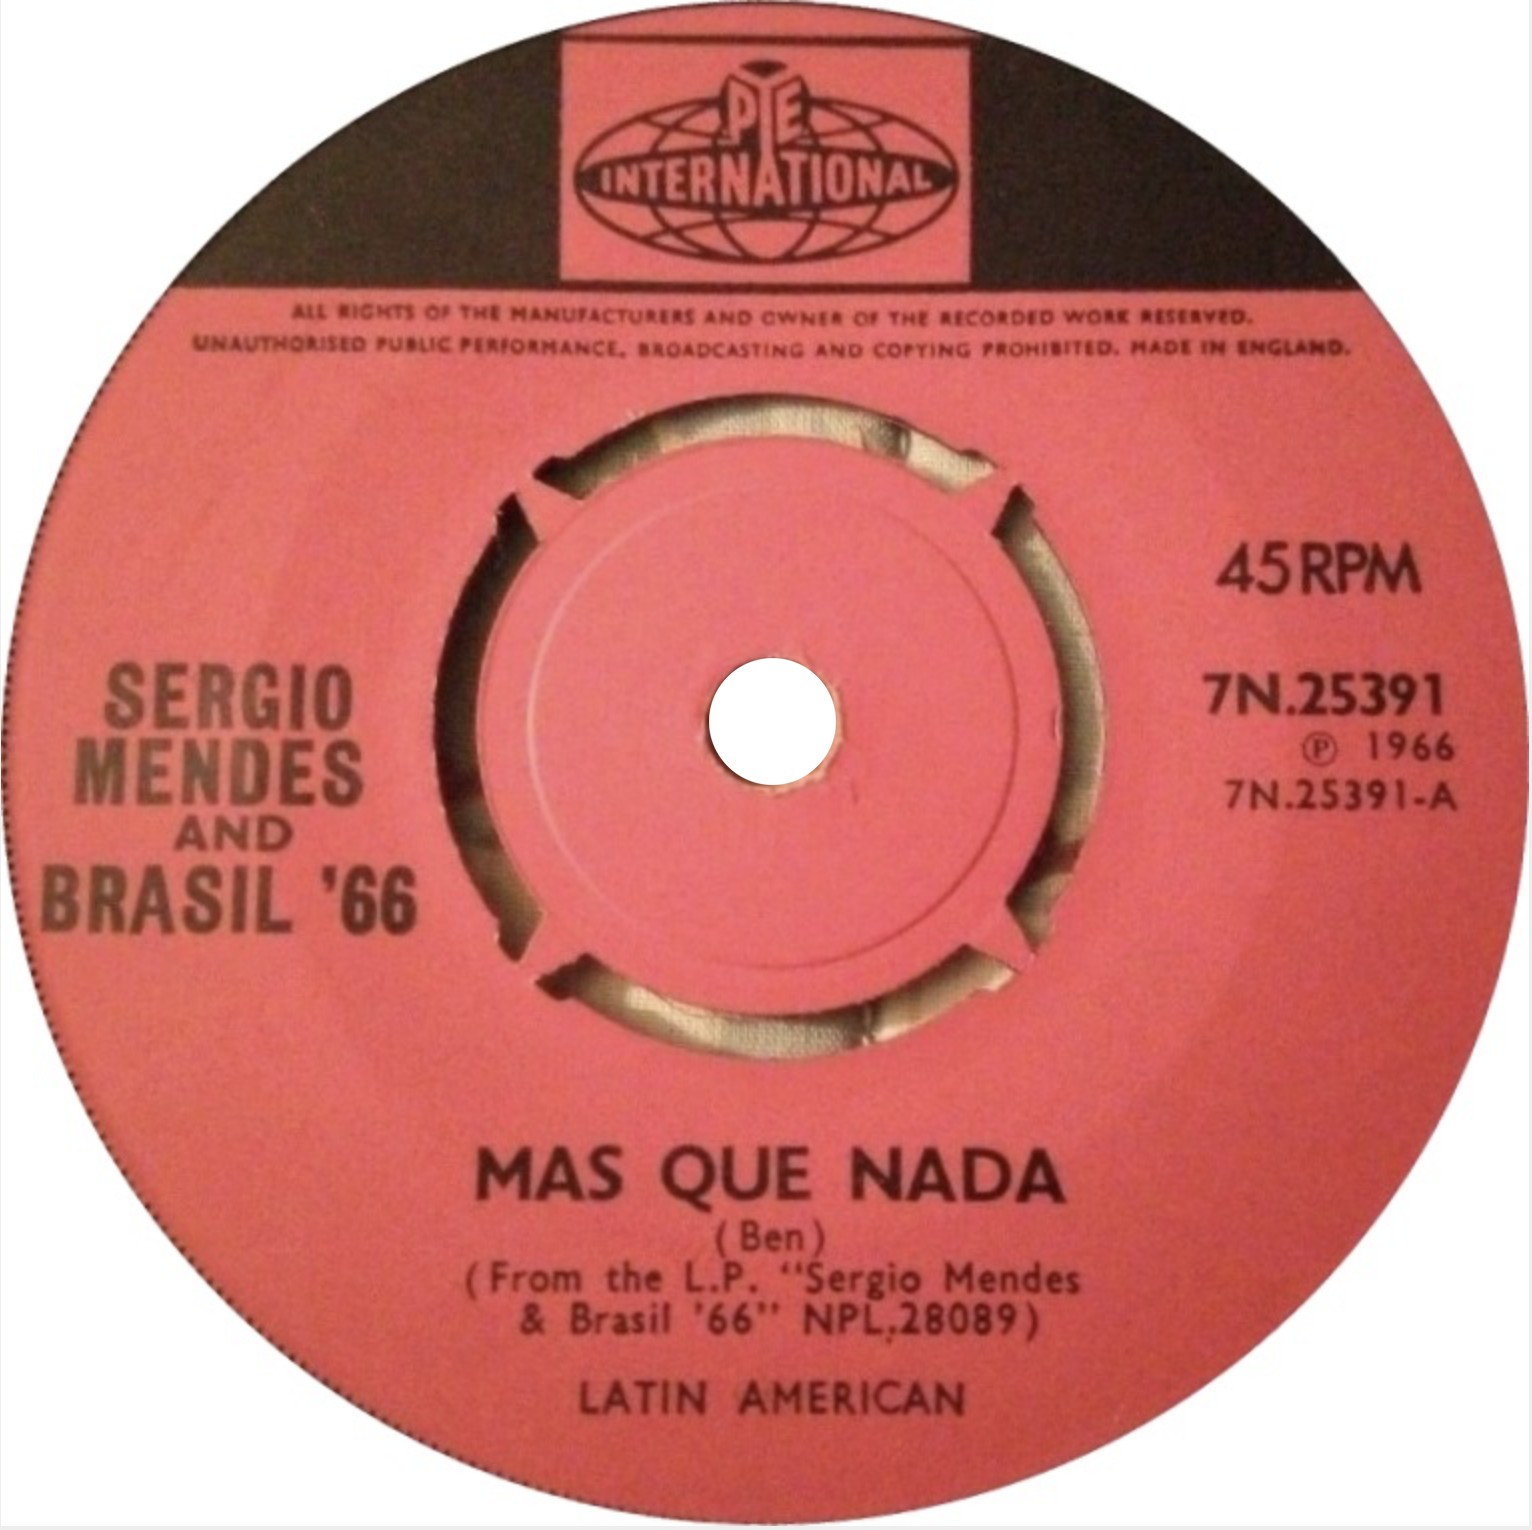 PYE
INTERNATIONAL
ALL RIGHTS OF THE MANUFACTURERS AND OWNER OF THE RECORDED WORK RESERVED.
UNAUTHORISED PUBLIC PERFORMANCE, BROADCASTING AND COPYING PROHIBITED. MADE IN ENGLAND.
45 RPM
SERGIO
MENDES
AND
BRASIL '66
7N.25391
Ⓟ 1966
7N.25391-A
MAS QUE NADA
(Ben)
(From the L.P. "Sergio Mendes
& Brasil '66" NPL.28089)
LATIN AMERICAN